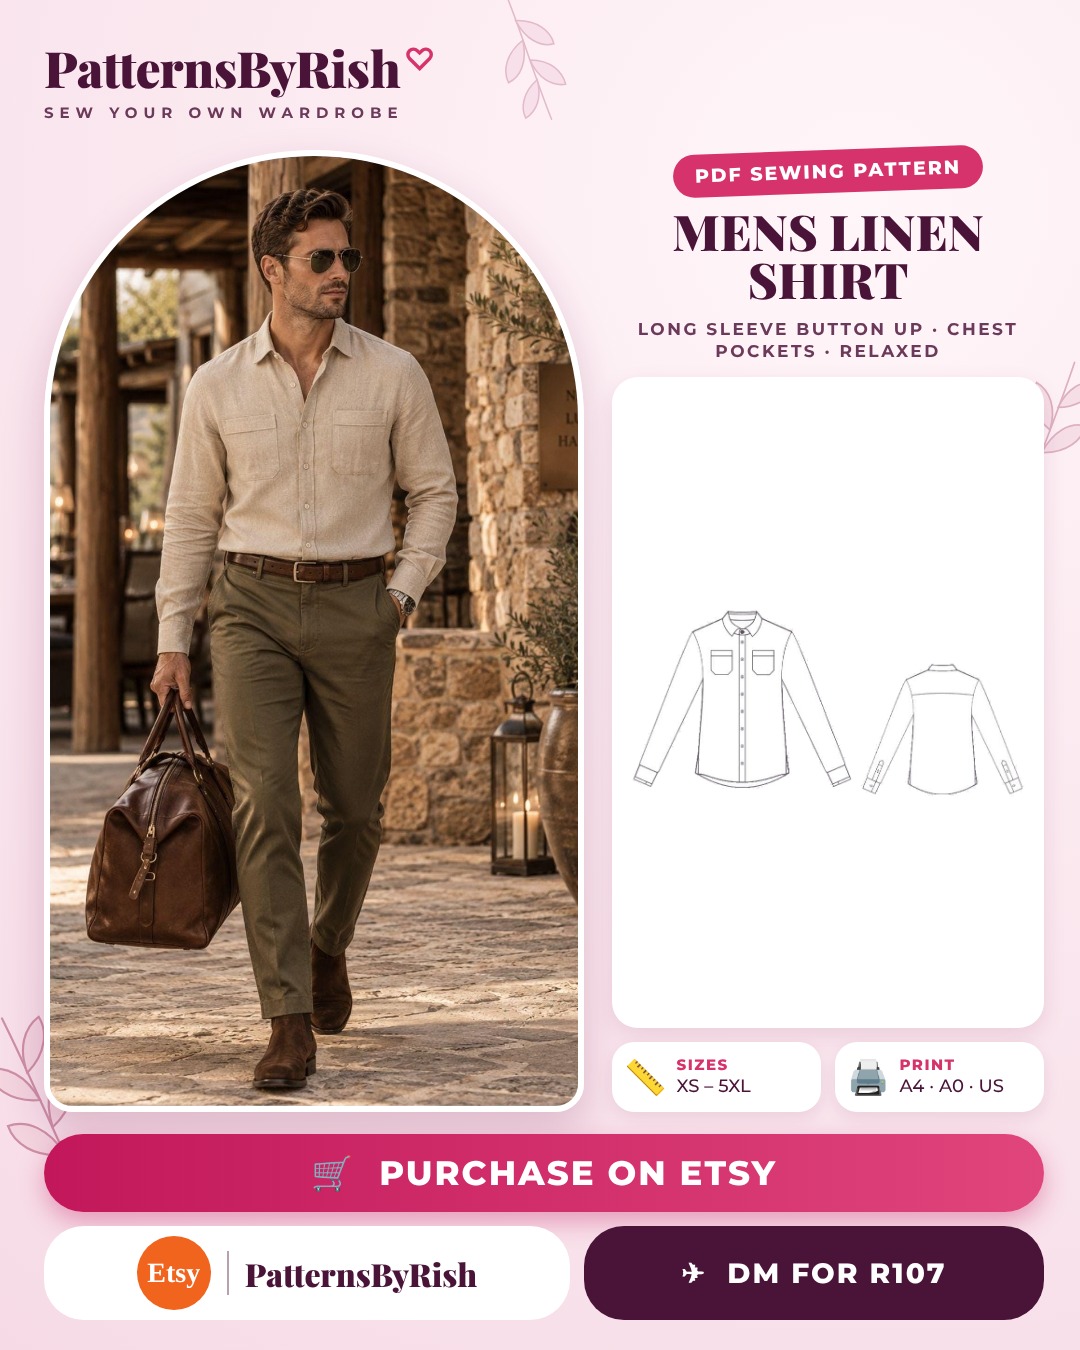 PatternsByRish
SEW YOUR OWN WARDROBE
PDF SEWING PATTERN
MENS LINEN
SHIRT
LONG SLEEVE BUTTON UP · CHEST
POCKETS · RELAXED
SIZES
XS – 5XL
PRINT
A4 · A0 · US
PURCHASE ON ETSY
Etsy
PatternsByRish
DM FOR R107